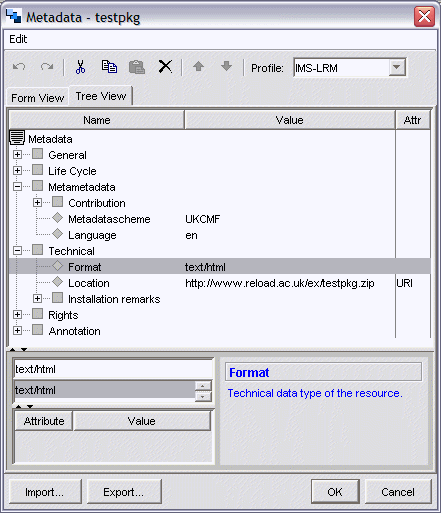 Metadata - testpkg
Edit
Profile: IMS-LRM
Form View Tree View
Name Value Attr
Metadata
General
Life Cycle
Metametadata
Contribution
Metadatascheme UKCMF
Language en
Technical
Format text/html
Location http://www.reload.ac.uk/ex/testpkg.zip URI
Installation remarks
Rights
Annotation
text/html
text/html
Attribute Value
Format
Technical data type of the resource.
Import... Export... OK Cancel